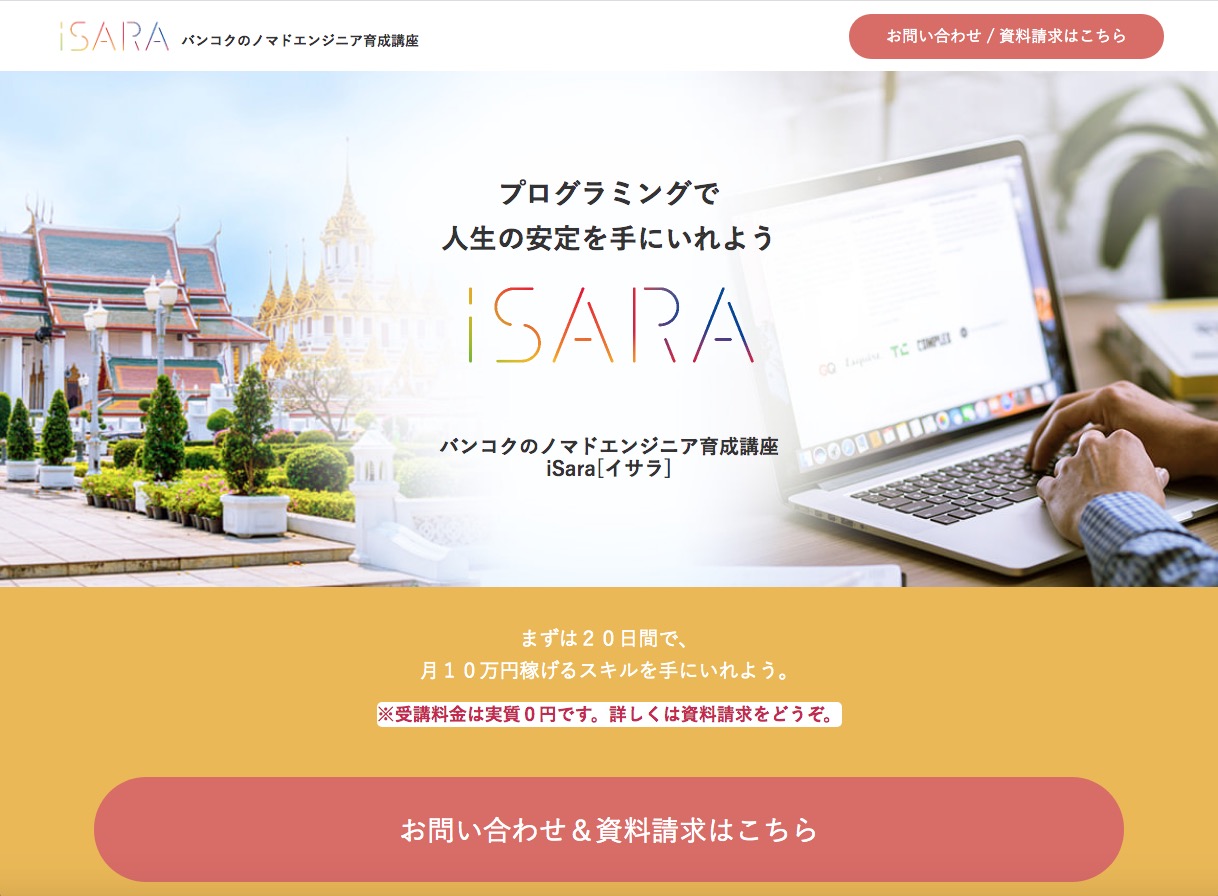 iSARA バンコクのノマドエンジニア育成講座
お問い合わせ / 資料請求はこちら
プログラミングで
人生の安定を手にいれよう
iSARA
バンコクのノマドエンジニア育成講座
iSara[イサラ]
GQ Esquire TC COMPLEX
まずは２０日間で、
月１０万円稼げるスキルを手にいれよう。
※受講料金は実質０円です。詳しくは資料請求をどうぞ。
お問い合わせ＆資料請求はこちら